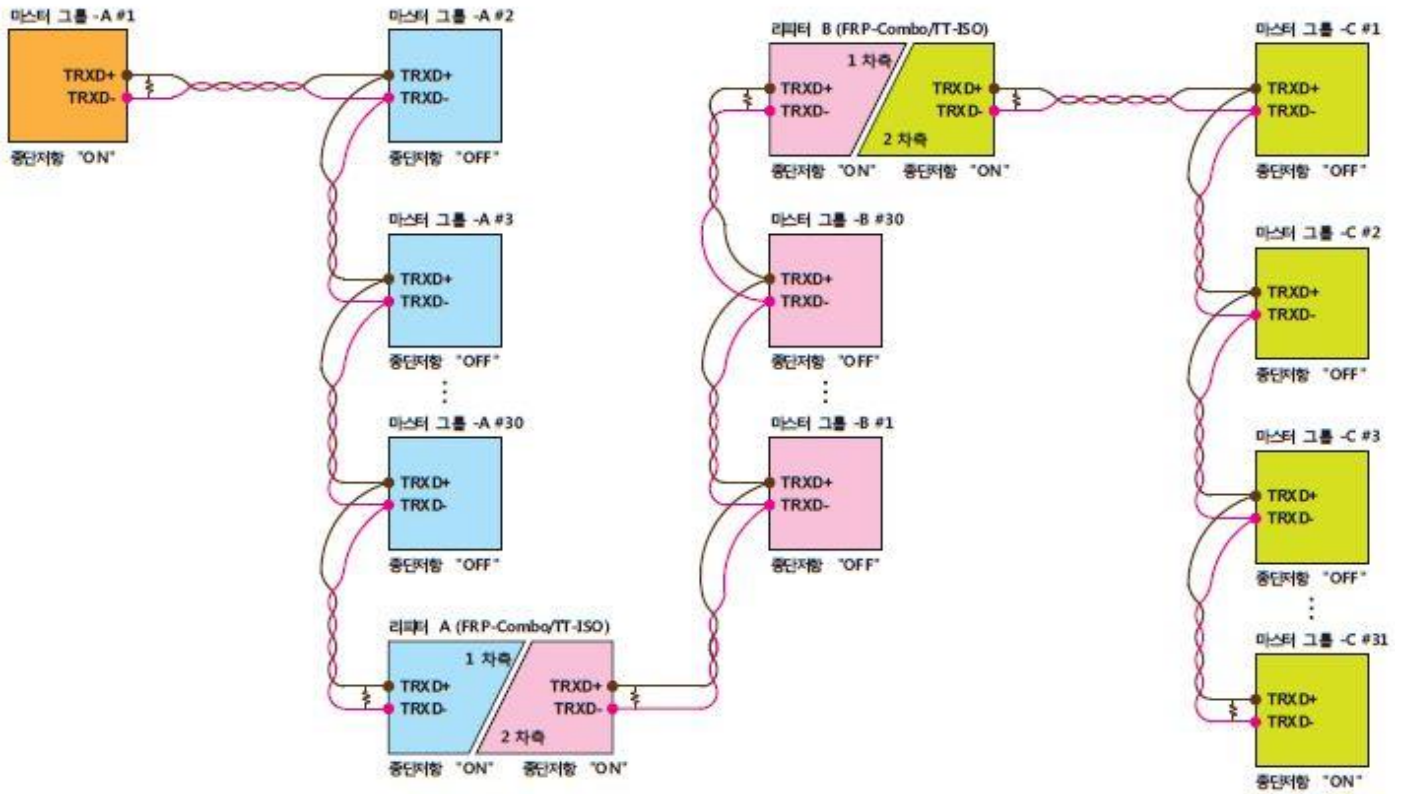 마스터 그룹 -A #1
TRXD+
TRXD-
종단저항 "ON"
마스터 그룹 -A #2
TRXD+
TRXD-
종단저항 "OFF"
마스터 그룹 -A #3
TRXD+
TRXD-
종단저항 "OFF"
⋮
마스터 그룹 -A #30
TRXD+
TRXD-
종단저항 "OFF"
리피터 A (FRP-Combo/TT-ISO)
1 차측
TRXD+
TRXD-
TRXD+
TRXD-
2 차측
종단저항 "ON"
종단저항 "ON"
리피터 B (FRP-Combo/TT-ISO)
1 차측
TRXD+
TRXD-
TRXD+
TRXD-
2 차측
종단저항 "ON"
종단저항 "ON"
마스터 그룹 -B #30
TRXD+
TRXD-
종단저항 "OFF"
⋮
마스터 그룹 -B #1
TRXD+
TRXD-
종단저항 "OFF"
마스터 그룹 -C #1
TRXD+
TRXD-
종단저항 "OFF"
마스터 그룹 -C #2
TRXD+
TRXD-
종단저항 "OFF"
마스터 그룹 -C #3
TRXD+
TRXD-
종단저항 "OFF"
⋮
마스터 그룹 -C #31
TRXD+
TRXD-
종단저항 "ON"